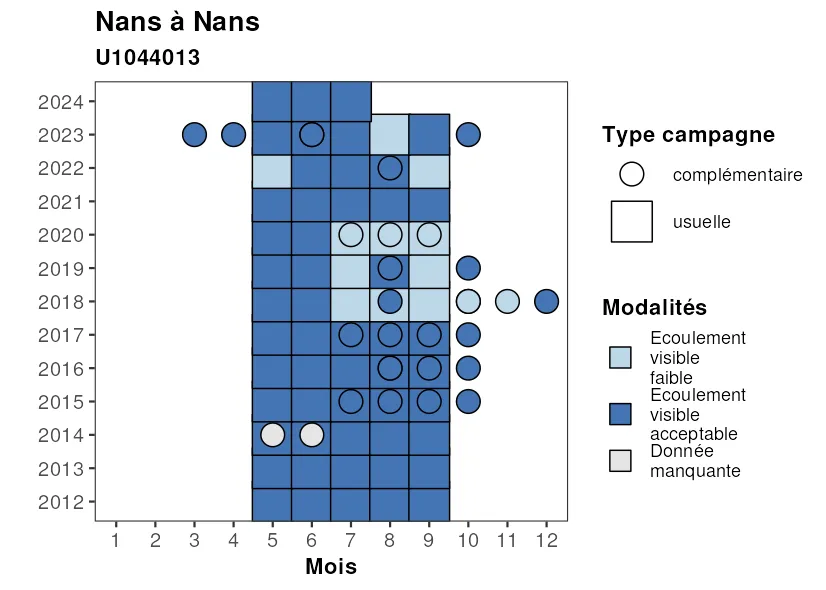 Nans à Nans
U1044013
2024
2023
2022
2021
2020
2019
2018
2017
2016
2015
2014
2013
2012
1 2 3 4 5 6 7 8 9 10 11 12
Mois
Type campagne
complémentaire
usuelle
Modalités
Ecoulement
visible
faible
Ecoulement
visible
acceptable
Donnée
manquante